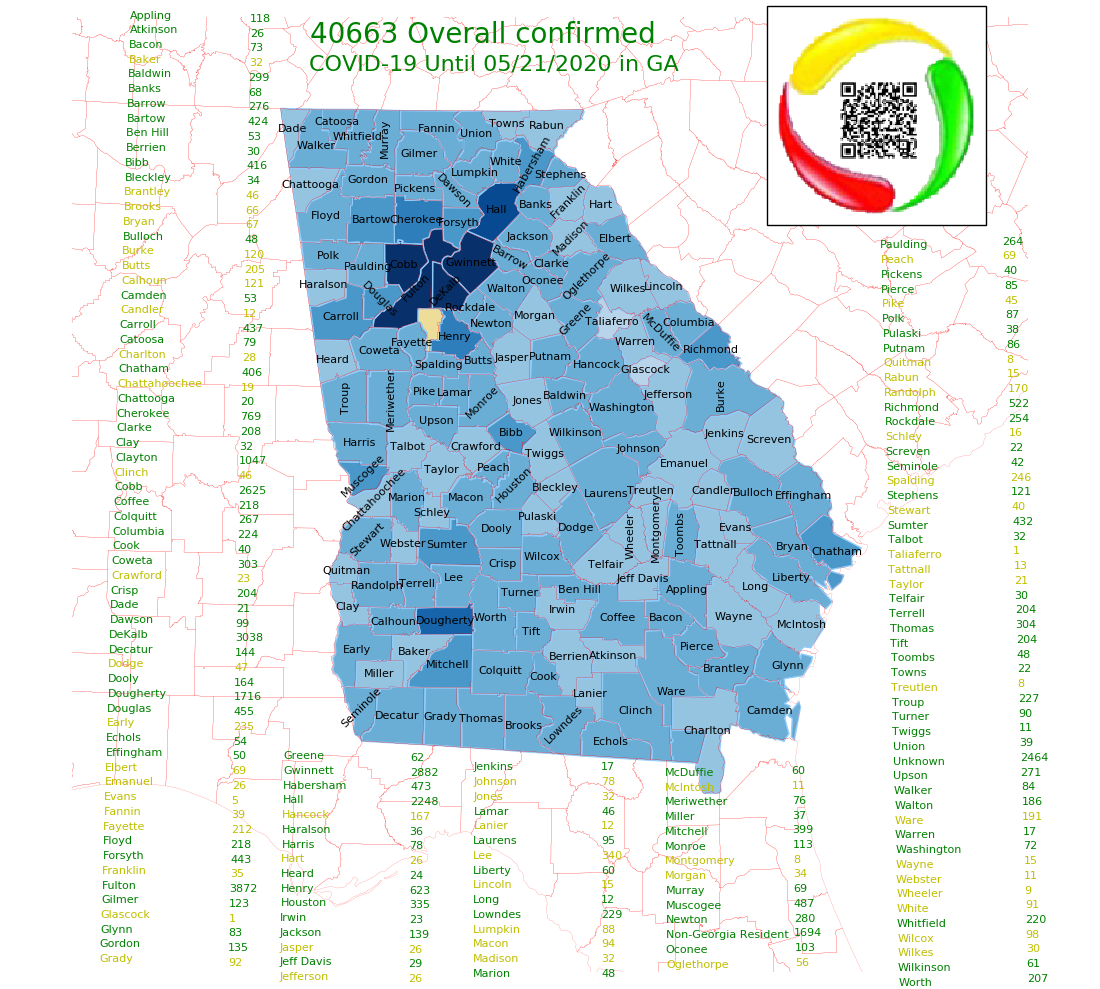 40663 Overall confirmed
COVID-19 Until 05/21/2020 in GA
Appling 118
Atkinson 26
Bacon 73
Baker 32
Baldwin 299
Banks 68
Barrow 276
Bartow 424
Ben Hill 53
Berrien 30
Bibb 416
Bleckley 34
Brantley 46
Brooks 66
Bryan 67
Bulloch 48
Burke 120
Butts 205
Calhoun 121
Camden 53
Candler 12
Carroll 437
Catoosa 79
Charlton 28
Chatham 406
Chattahoochee 19
Chattooga 20
Cherokee 769
Clarke 208
Clay 32
Clayton 1047
Clinch 46
Cobb 2625
Coffee 218
Colquitt 267
Columbia 224
Cook 40
Coweta 303
Crawford 23
Crisp 204
Dade 21
Dawson 99
DeKalb 3038
Decatur 144
Dodge 47
Dooly 164
Dougherty 1716
Douglas 455
Early 235
Echols 54
Effingham 50
Elbert 69
Emanuel 26
Evans 5
Fannin 39
Fayette 212
Floyd 218
Forsyth 443
Franklin 35
Fulton 3872
Gilmer 123
Glascock 1
Glynn 83
Gordon 135
Grady 92
Greene 62
Gwinnett 2882
Habersham 473
Hall 2248
Hancock 167
Haralson 36
Harris 78
Hart 26
Heard 24
Henry 623
Houston 335
Irwin 23
Jackson 139
Jasper 26
Jeff Davis 29
Jefferson 26
Jenkins 17
Johnson 78
Jones 32
Lamar 46
Lanier 12
Laurens 95
Lee 340
Liberty 60
Lincoln 15
Long 12
Lowndes 229
Lumpkin 88
Macon 94
Madison 32
Marion 48
McDuffie 60
McIntosh 11
Meriwether 76
Miller 37
Mitchell 399
Monroe 113
Montgomery 8
Morgan 34
Murray 69
Muscogee 487
Newton 280
Non-Georgia Resident 1694
Oconee 103
Oglethorpe 56
Paulding 264
Peach 69
Pickens 40
Pierce 85
Pike 45
Polk 87
Pulaski 38
Putnam 86
Quitman 8
Rabun 15
Randolph 170
Richmond 522
Rockdale 254
Schley 16
Screven 22
Seminole 42
Spalding 246
Stephens 121
Stewart 40
Sumter 432
Talbot 32
Taliaferro 1
Tattnall 13
Taylor 21
Telfair 30
Terrell 204
Thomas 304
Tift 204
Toombs 48
Towns 22
Treutlen 8
Troup 227
Turner 90
Twiggs 11
Union 39
Unknown 2464
Upson 271
Walker 84
Walton 186
Ware 191
Warren 17
Washington 72
Wayne 15
Webster 11
Wheeler 9
White 91
Whitfield 220
Wilcox 98
Wilkes 30
Wilkinson 61
Worth 207
Dade
Catoosa
Whitfield
Murray
Fannin
Union
Towns
Rabun
Walker
Gilmer
White
Habersham
Lumpkin
Stephens
Chattooga
Gordon
Pickens
Dawson
Hall
Banks
Franklin
Hart
Floyd
Bartow
Cherokee
Forsyth
Jackson
Madison
Elbert
Polk
Paulding
Cobb
Gwinnett
Barrow
Clarke
Oglethorpe
Haralson
Douglas
Fulton
DeKalb
Walton
Oconee
Wilkes
Lincoln
Carroll
Rockdale
Newton
Morgan
Greene
Taliaferro
McDuffie
Columbia
Coweta
Fayette
Henry
Warren
Richmond
Heard
Spalding
Butts
Jasper
Putnam
Hancock
Glascock
Troup
Meriwether
Pike
Lamar
Monroe
Jones
Baldwin
Washington
Jefferson
Burke
Upson
Harris
Talbot
Crawford
Bibb
Twiggs
Wilkinson
Johnson
Jenkins
Screven
Emanuel
Muscogee
Chattahoochee
Taylor
Peach
Houston
Bleckley
Laurens
Treutlen
Candler
Bulloch
Effingham
Marion
Macon
Schley
Pulaski
Dooly
Dodge
Wheeler
Montgomery
Toombs
Evans
Tattnall
Stewart
Webster
Sumter
Wilcox
Crisp
Telfair
Bryan
Chatham
Quitman
Randolph
Terrell
Lee
Turner
Ben Hill
Jeff Davis
Appling
Long
Liberty
Clay
Calhoun
Dougherty
Worth
Irwin
Tift
Coffee
Bacon
Wayne
McIntosh
Early
Baker
Mitchell
Colquitt
Berrien
Atkinson
Pierce
Brantley
Glynn
Miller
Cook
Lanier
Ware
Seminole
Decatur
Grady
Thomas
Brooks
Lowndes
Echols
Clinch
Charlton
Camden